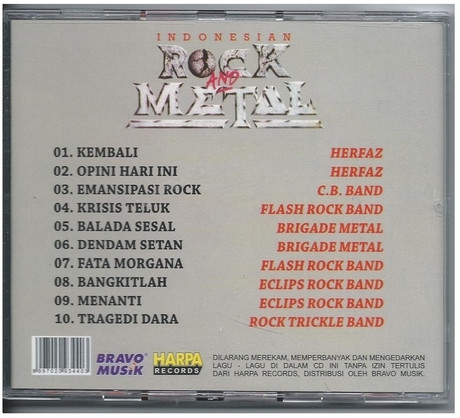 INDONESIAN
ROCK
AND
METAL
01. KEMBALI HERFAZ
02. OPINI HARI INI HERFAZ
03. EMANSIPASI ROCK C.B. BAND
04. KRISIS TELUK FLASH ROCK BAND
05. BALADA SESAL BRIGADE METAL
06. DENDAM SETAN BRIGADE METAL
07. FATA MORGANA FLASH ROCK BAND
08. BANGKITLAH ECLIPS ROCK BAND
09. MENANTI ECLIPS ROCK BAND
10. TRAGEDI DARA ROCK TRICKLE BAND
BRAVO MUSiK
HARPA RECORDS
DILARANG MEREKAM, MEMPERBANYAK DAN MENGEDARKAN
LAGU - LAGU DI DALAM CD INI TANPA IZIN TERTULIS
DARI HARPA RECORDS, DISTRIBUSI OLEH BRAVO MUSIK.